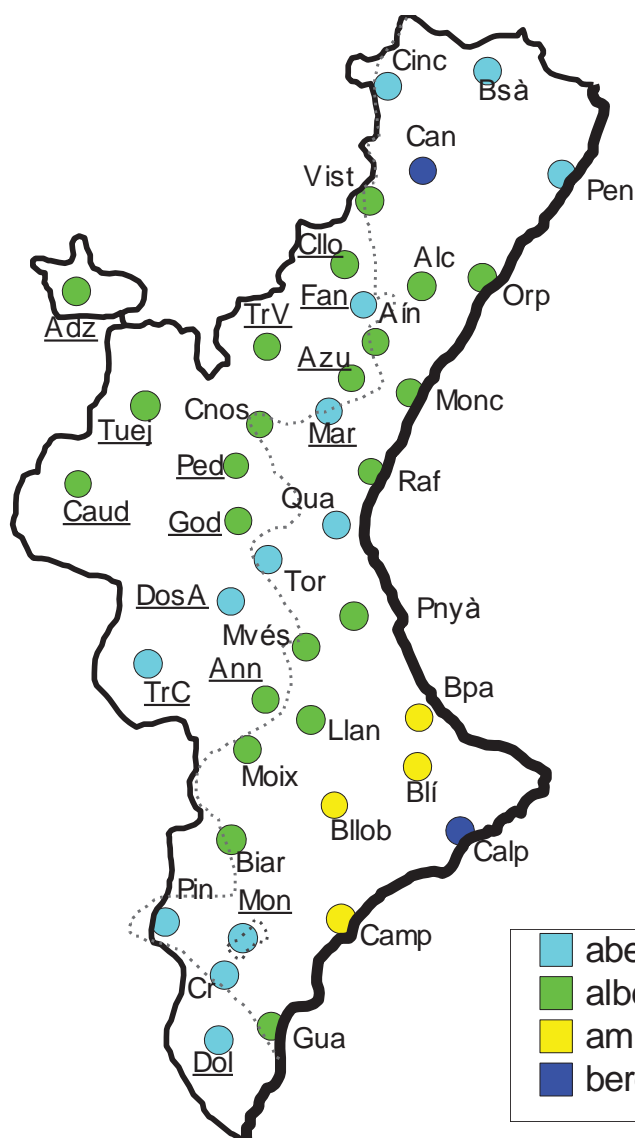 Cinc
Bsà
Can
Pen
Vist
Cllo
Alc
Orp
Fan
Aín
TrV
Adz
Azu
Monc
Cnos
Mar
Tuej
Ped
Raf
Caud
Qua
God
Tor
DosA
Pnyà
Mvés
Ann
TrC
Bpa
Llan
Moix
Blí
Bllob
Calp
Biar
Pin
Mon
Camp
Cr
Gua
Dol